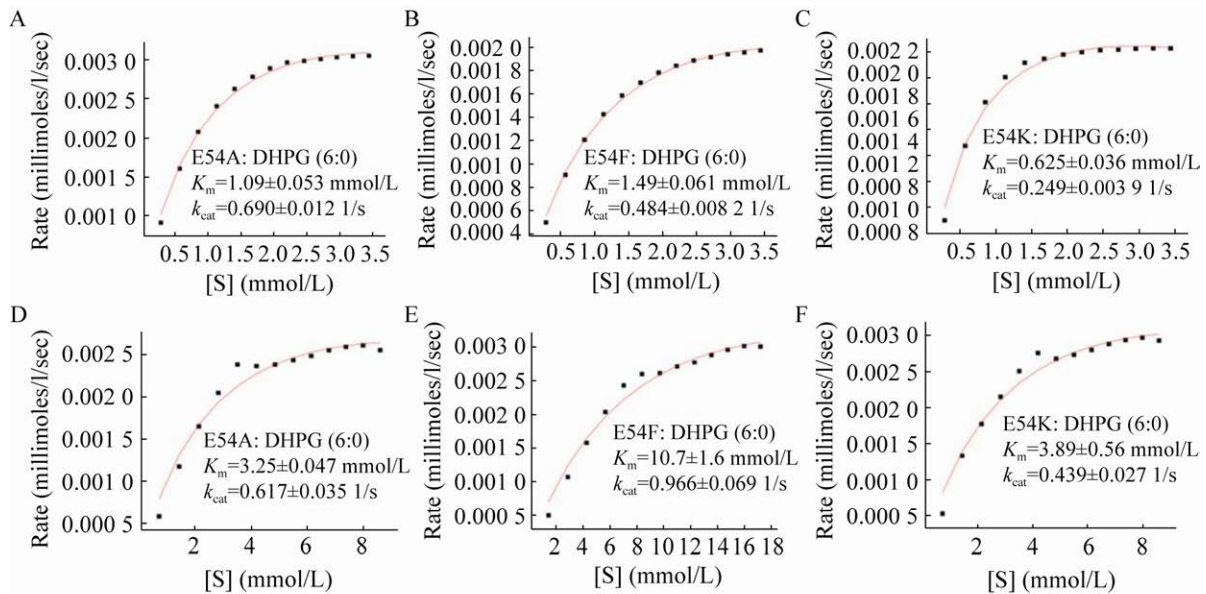 A
Rate (millimoles/l/sec)
0.003 0
0.002 5
0.002 0
0.001 5
0.001 0
E54A: DHPG (6:0)
Km=1.09±0.053 mmol/L
kcat=0.690±0.012 1/s
0.5 1.0 1.5 2.0 2.5 3.0 3.5
[S] (mmol/L)
B
Rate (millimoles/l/sec)
0.002 0
0.001 8
0.001 6
0.001 4
0.001 2
0.001 0
0.000 8
0.000 6
0.000 4
E54F: DHPG (6:0)
Km=1.49±0.061 mmol/L
kcat=0.484±0.008 2 1/s
0.5 1.0 1.5 2.0 2.5 3.0 3.5
[S] (mmol/L)
C
Rate (millimoles/l/sec)
0.002 2
0.002 0
0.001 8
0.001 6
0.001 4
0.001 2
0.000 8
0.001 0
0.000 8
E54K: DHPG (6:0)
Km=0.625±0.036 mmol/L
kcat=0.249±0.003 9 1/s
0.5 1.0 1.5 2.0 2.5 3.0 3.5
[S] (mmol/L)
D
Rate (millimoles/l/sec)
0.002 5
0.002 0
0.001 5
0.001 0
0.000 5
E54A: DHPG (6:0)
Km=3.25±0.047 mmol/L
kcat=0.617±0.035 1/s
2 4 6 8
[S] (mmol/L)
E
Rate (millimoles/l/sec)
0.003 0
0.002 5
0.002 0
0.001 5
0.001 0
0.000 5
E54F: DHPG (6:0)
Km=10.7±1.6 mmol/L
kcat=0.966±0.069 1/s
2 4 6 8 10 12 14 16 18
[S] (mmol/L)
F
Rate (millimoles/l/sec)
0.003 0
0.002 5
0.002 0
0.001 5
0.001 0
0.000 5
E54K: DHPG (6:0)
Km=3.89±0.56 mmol/L
kcat=0.439±0.027 1/s
2 4 6 8
[S] (mmol/L)